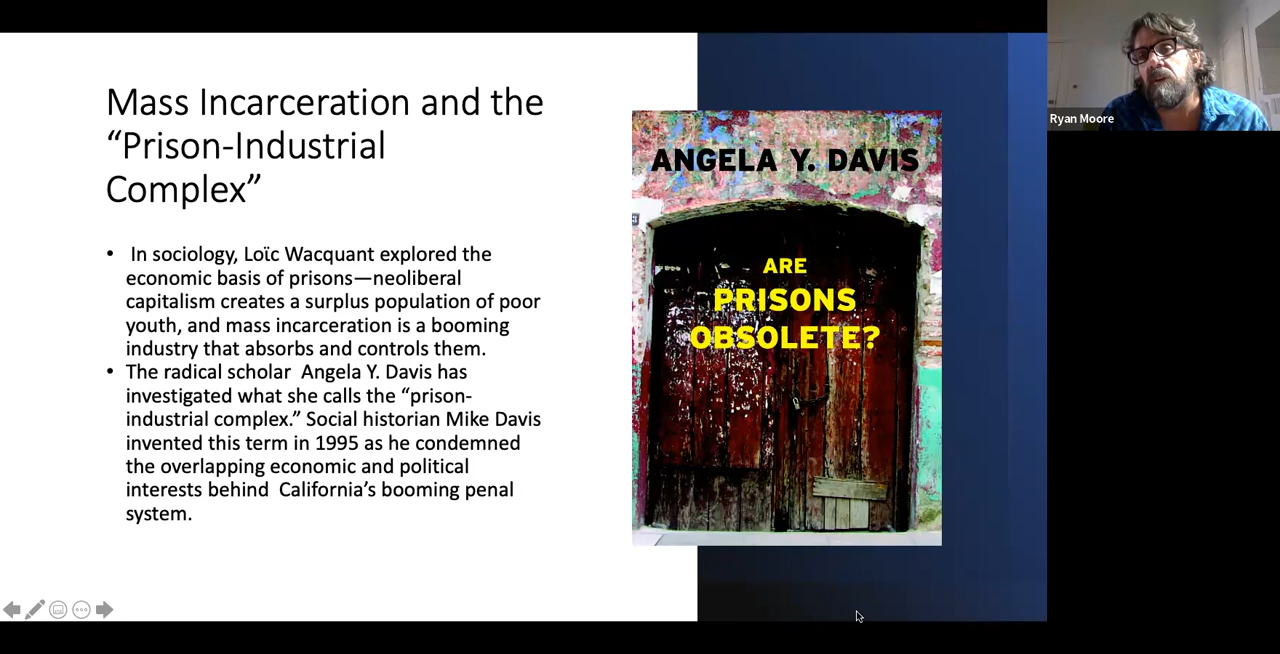 Mass Incarceration and the
“Prison-Industrial
Complex”
• In sociology, Loïc Wacquant explored the
economic basis of prisons—neoliberal
capitalism creates a surplus population of poor
youth, and mass incarceration is a booming
industry that absorbs and controls them.
• The radical scholar Angela Y. Davis has
investigated what she calls the “prison-
industrial complex.” Social historian Mike Davis
invented this term in 1995 as he condemned
the overlapping economic and political
interests behind California’s booming penal
system.
ANGELA Y. DAVIS
3
ARE
PRISONS
OBSOLETE?
Ryan Moore